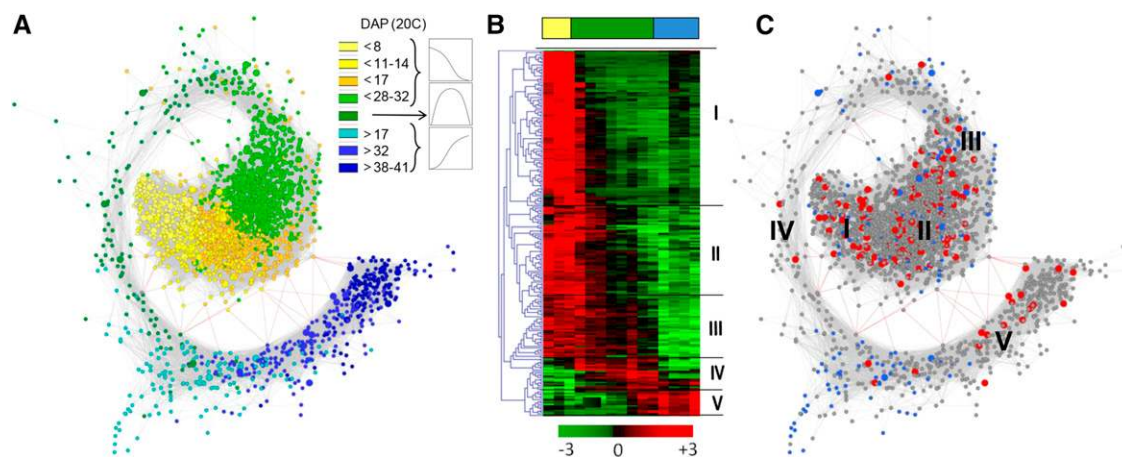 A
DAP (20C)
<8
<11-14
<17
<28-32
>17
>32
>38-41
B
I
II
III
IV
V
-3 0 +3
C
III
IV I II
V